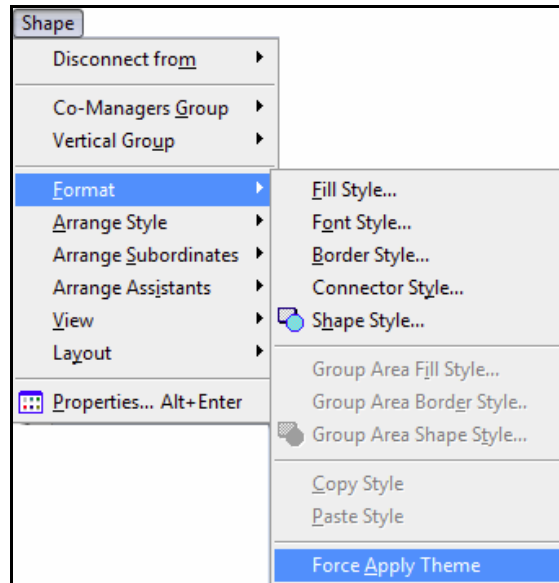 Shape
Disconnect from
Co-Managers Group
Vertical Group
Format
Arrange Style
Arrange Subordinates
Arrange Assistants
View
Layout
Properties... Alt+Enter
Fill Style...
Font Style...
Border Style...
Connector Style...
Shape Style...
Group Area Fill Style...
Group Area Border Style..
Group Area Shape Style...
Copy Style
Paste Style
Force Apply Theme